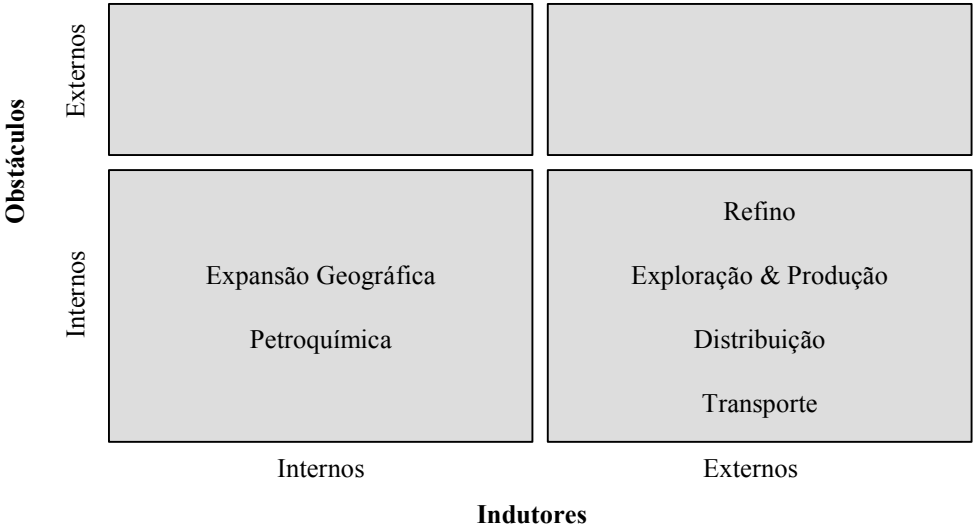 Obstáculos
Externos
Internos
Expansão Geográfica
Petroquímica
Refino
Exploração & Produção
Distribuição
Transporte
Internos
Externos
Indutores